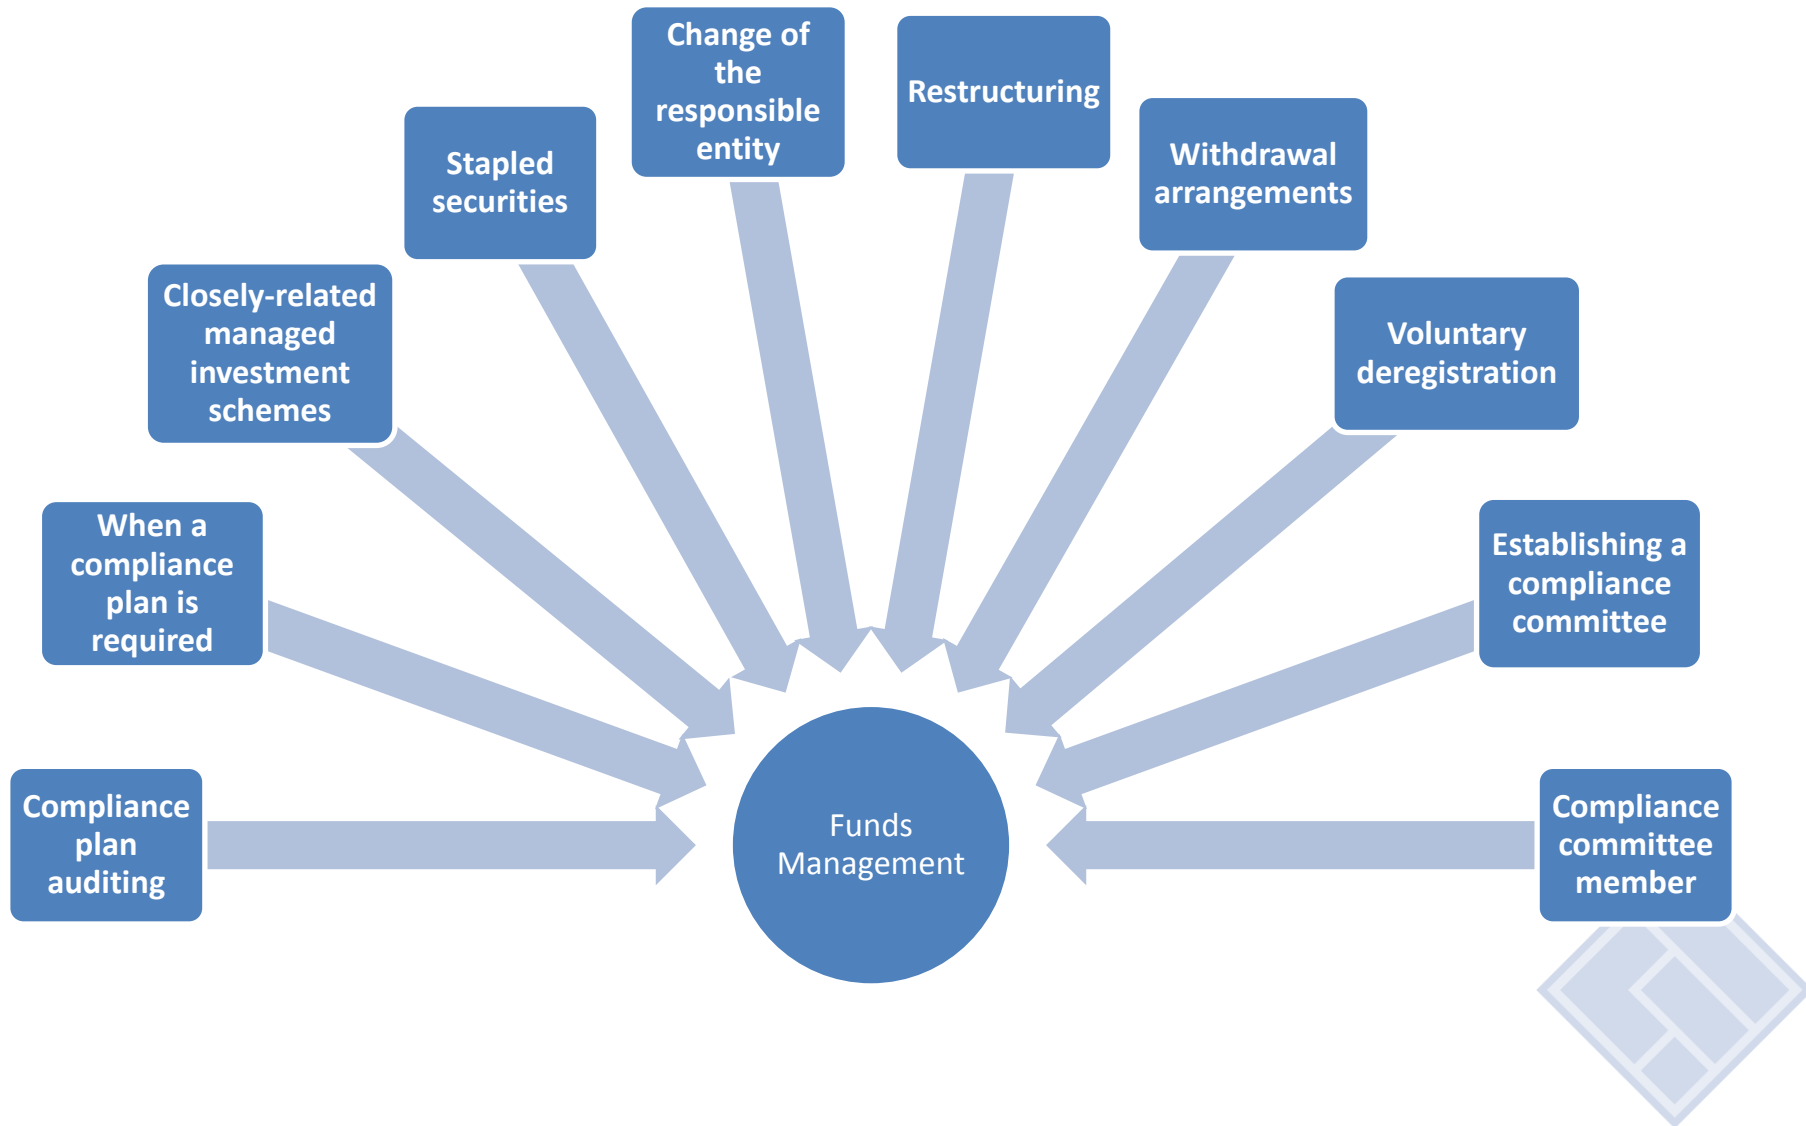 Compliance
plan
auditing
When a
compliance
plan is
required
Closely-related
managed
investment
schemes
Stapled
securities
Change of
the
responsible
entity
Restructuring
Withdrawal
arrangements
Voluntary
deregistration
Establishing a
compliance
committee
Compliance
committee
member
Funds
Management